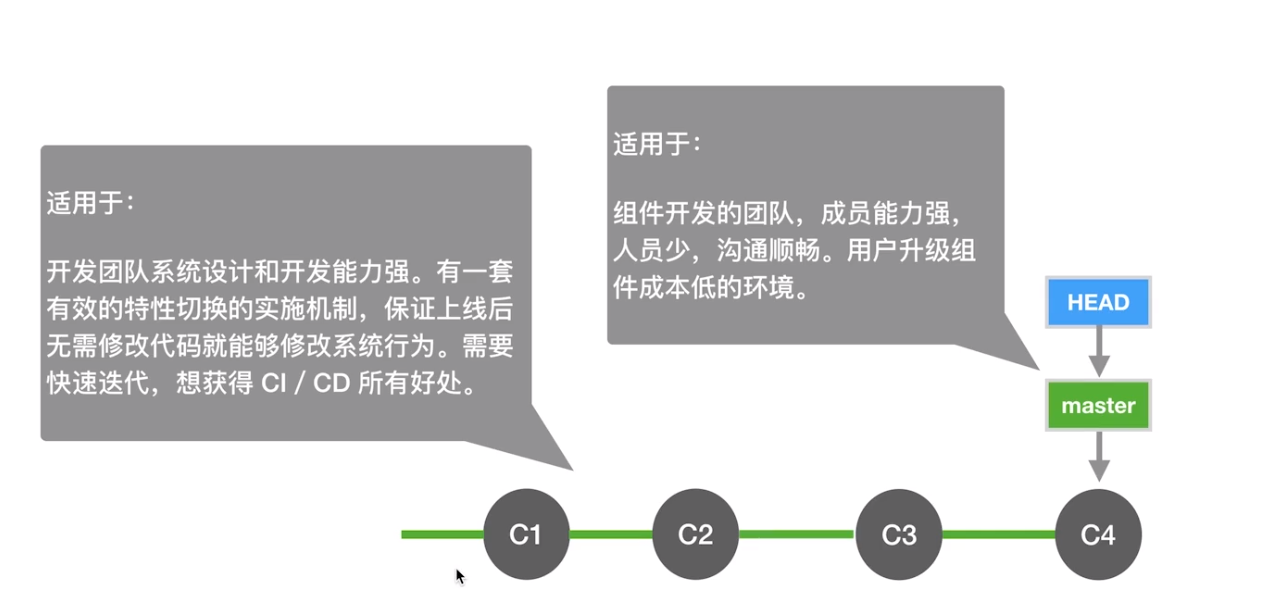 适用于：
开发团队系统设计和开发能力强。有一套
有效的特性切换的实施机制，保证上线后
无需修改代码就能够修改系统行为。需要
快速迭代，想获得 CI / CD 所有好处。
适用于：
组件开发的团队，成员能力强，
人员少，沟通顺畅。用户升级组
件成本低的环境。
HEAD
master
C1
C2
C3
C4